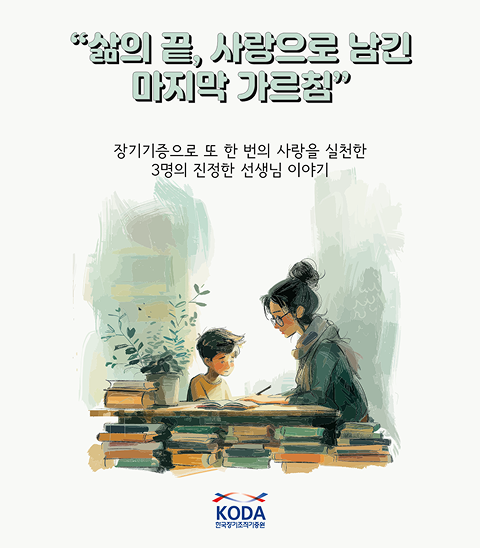 “삶의 끝, 사랑으로 남긴
마지막 가르침”
장기기증으로 또 한 번의 사랑을 실천한
3명의 진정한 선생님 이야기
KODA
한국장기조직기증원